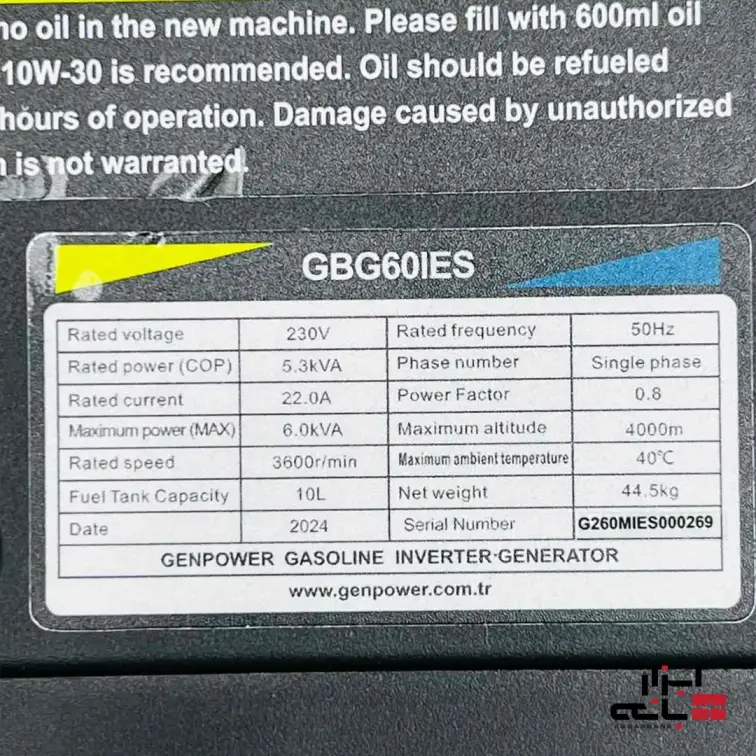 no oil in the new machine. Please fill with 600ml oil
10W-30 is recommended. Oil should be refueled
hours of operation. Damage caused by unauthorized
is not warranted.
GBG60IES
Rated voltage 230V Rated frequency 50Hz
Rated power (COP) 5.3kVA Phase number Single phase
Rated current 22.0A Power Factor 0.8
Maximum power (MAX) 6.0kVA Maximum altitude 4000m
Rated speed 3600r/min Maximum ambient temperature 40℃
Fuel Tank Capacity 10L Net weight 44.5kg
Date 2024 Serial Number G260MIES000269
GENPOWER GASOLINE INVERTER-GENERATOR
www.genpower.com.tr